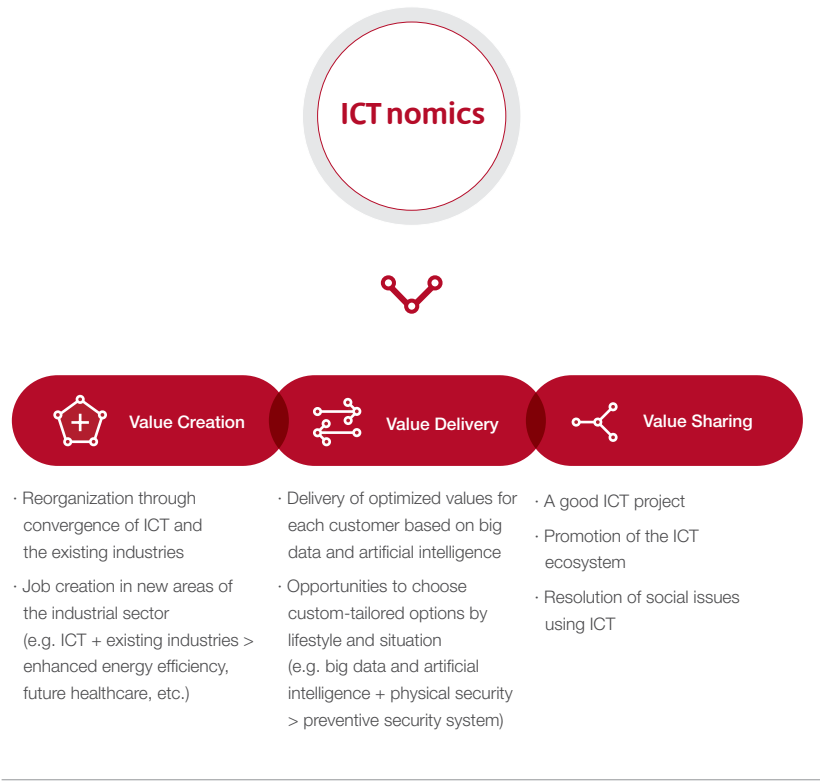 ICT nomics
Value Creation
Value Delivery
Value Sharing
· Reorganization through
convergence of ICT and
the existing industries
· Job creation in new areas of
the industrial sector
(e.g. ICT + existing industries >
enhanced energy efficiency,
future healthcare, etc.)
· Delivery of optimized values for
each customer based on big
data and artificial intelligence
· Opportunities to choose
custom-tailored options by
lifestyle and situation
(e.g. big data and artificial
intelligence + physical security
> preventive security system)
· A good ICT project
· Promotion of the ICT
ecosystem
· Resolution of social issues
using ICT